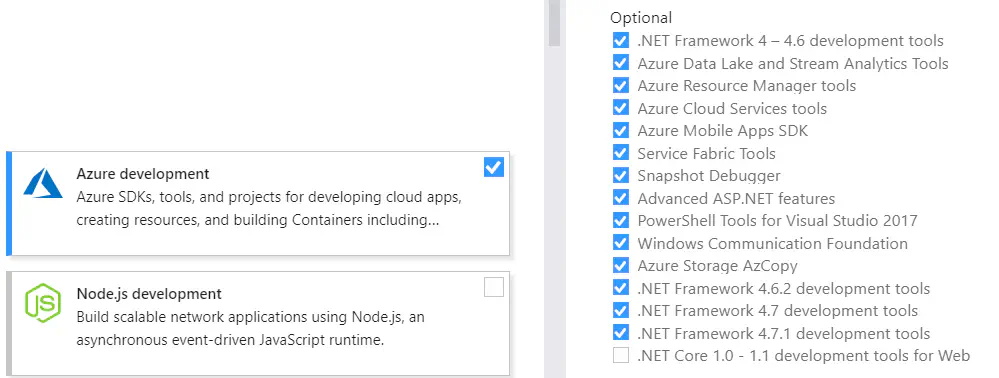 Azure development
Azure SDKs, tools, and projects for developing cloud apps,
creating resources, and building Containers including...
Node.js development
Build scalable network applications using Node.js, an
asynchronous event-driven JavaScript runtime.
Optional
.NET Framework 4 – 4.6 development tools
Azure Data Lake and Stream Analytics Tools
Azure Resource Manager tools
Azure Cloud Services tools
Azure Mobile Apps SDK
Service Fabric Tools
Snapshot Debugger
Advanced ASP.NET features
PowerShell Tools for Visual Studio 2017
Windows Communication Foundation
Azure Storage AzCopy
.NET Framework 4.6.2 development tools
.NET Framework 4.7 development tools
.NET Framework 4.7.1 development tools
.NET Core 1.0 - 1.1 development tools for Web